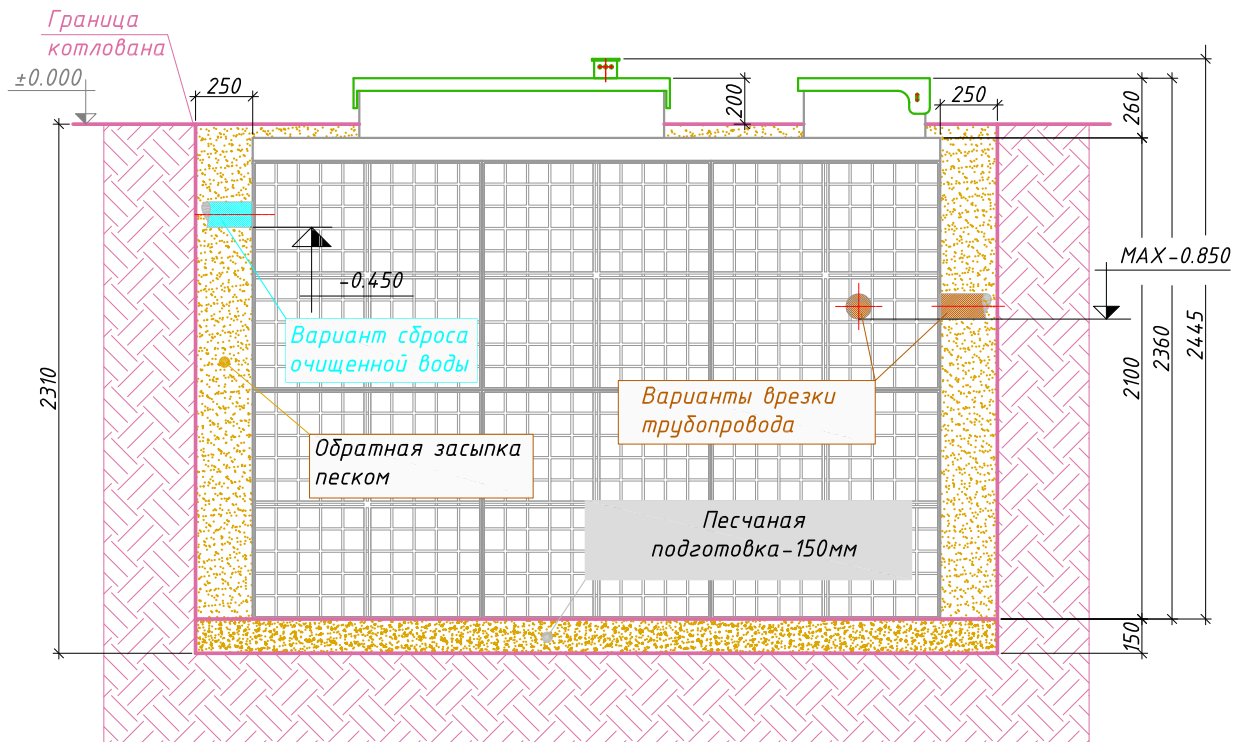 Граница
котлована
±0.000
250
200
250
260
MAX-0.850
-0.450
Вариант сброса
очищенной воды
2310
2100
2360
2445
Варианты врезки
трубопровода
Обратная засыпка
песком
Песчаная
подготовка-150мм
150